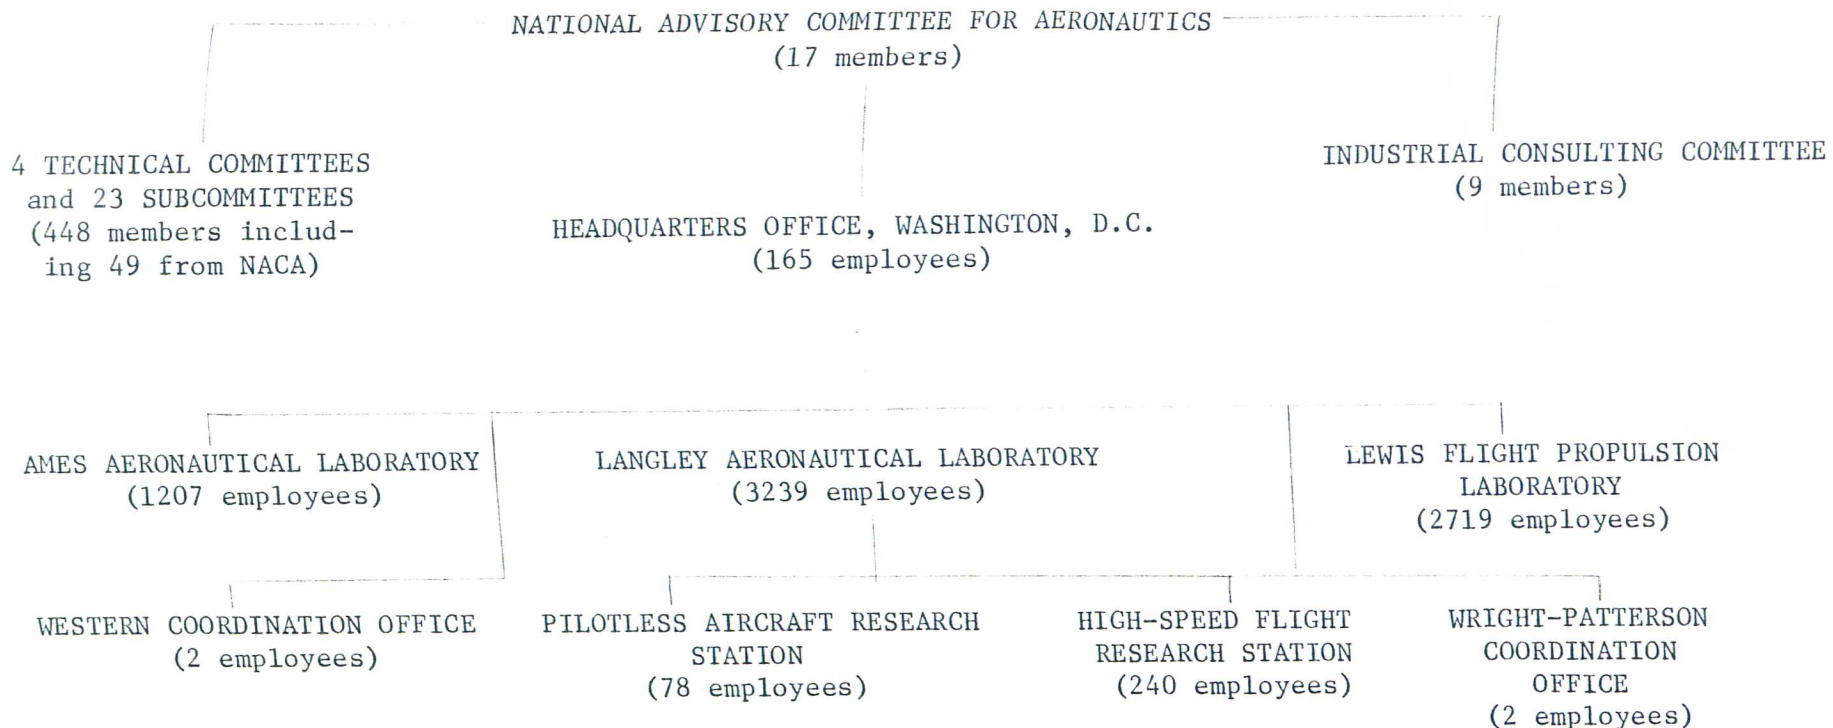 NATIONAL ADVISORY COMMITTEE FOR AERONAUTICS
(17 members)
4 TECHNICAL COMMITTEES
and 23 SUBCOMMITTEES
(448 members includ-
ing 49 from NACA)
HEADQUARTERS OFFICE, WASHINGTON, D.C.
(165 employees)
INDUSTRIAL CONSULTING COMMITTEE
(9 members)
AMES AERONAUTICAL LABORATORY
(1207 employees)
LANGLEY AERONAUTICAL LABORATORY
(3239 employees)
LEWIS FLIGHT PROPULSION
LABORATORY
(2719 employees)
WESTERN COORDINATION OFFICE
(2 employees)
PILOTLESS AIRCRAFT RESEARCH
STATION
(78 employees)
HIGH-SPEED FLIGHT
RESEARCH STATION
(240 employees)
WRIGHT-PATTERSON
COORDINATION
OFFICE
(2 employees)